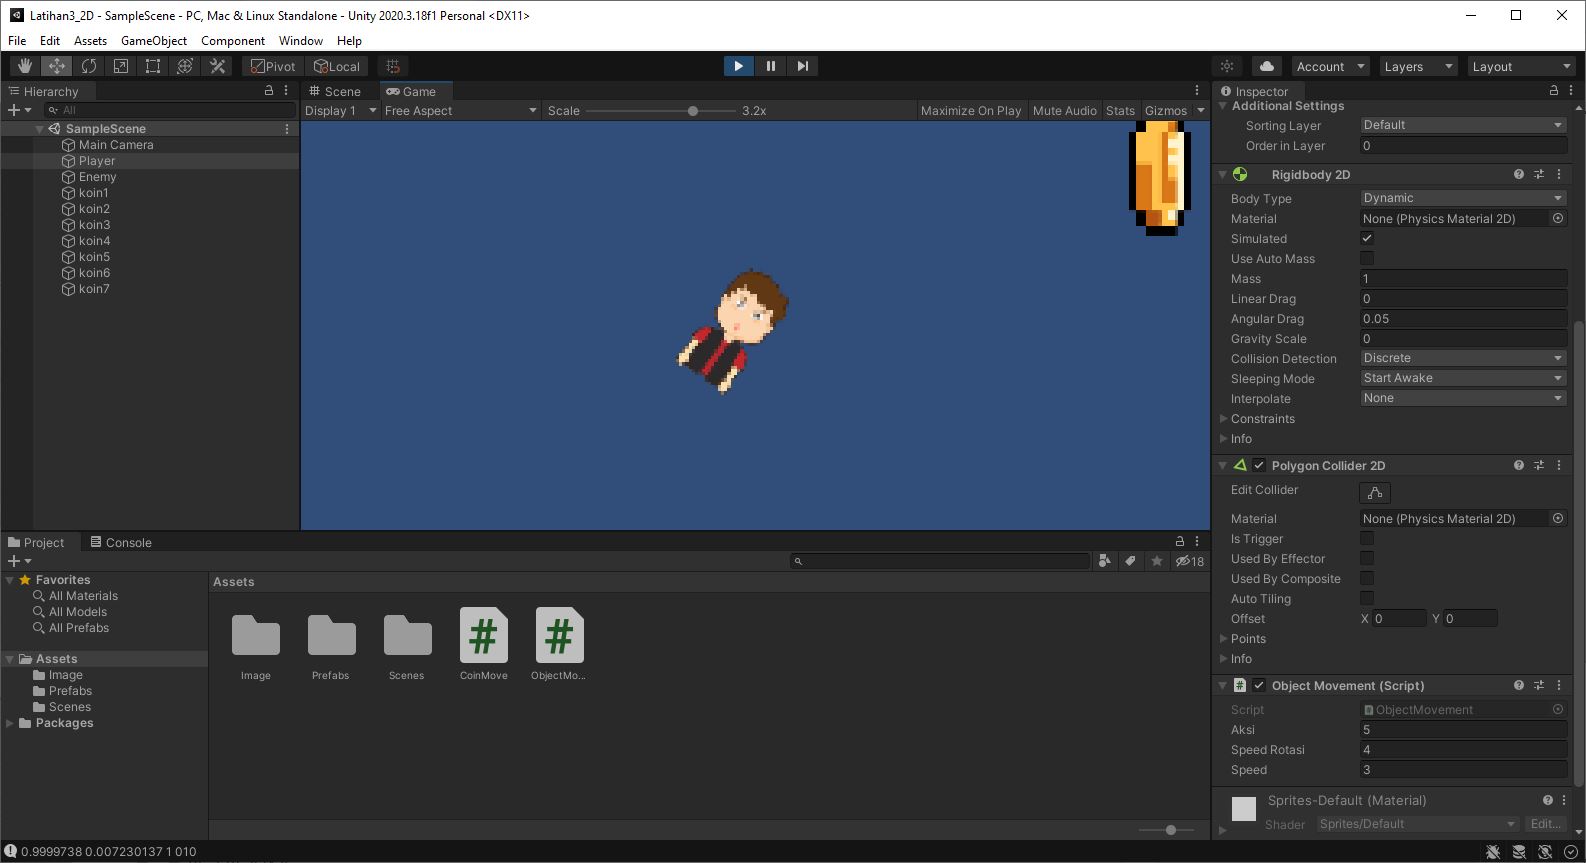 Latihan3_2D - SampleScene - PC, Mac & Linux Standalone - Unity 2020.3.18f1 Personal <DX11>
File Edit Assets GameObject Component Window Help
Pivot Local Account Layers Layout
Hierarchy
All
SampleScene
Main Camera
Player
Enemy
koin1
koin2
koin3
koin4
koin5
koin6
koin7
Scene Game
Display 1 Free Aspect Scale 3.2x Maximize On Play Mute Audio Stats Gizmos
Inspector
Additional Settings
Sorting Layer Default
Order in Layer 0
Rigidbody 2D
Body Type Dynamic
Material None (Physics Material 2D)
Simulated
Use Auto Mass
Mass 1
Linear Drag 0
Angular Drag 0.05
Gravity Scale 0
Collision Detection Discrete
Sleeping Mode Start Awake
Interpolate None
Constraints
Info
Polygon Collider 2D
Edit Collider
Material None (Physics Material 2D)
Is Trigger
Used By Effector
Used By Composite
Auto Tiling
Offset X 0 Y 0
Points
Info
Object Movement (Script)
Script ObjectMovement
Aksi 5
Speed Rotasi 4
Speed 3
Sprites-Default (Material)
Shader Sprites/Default Edit...
Project Console
18
Favorites
All Materials
All Models
All Prefabs
Assets
Image
Prefabs
Scenes
Packages
Assets
Image Prefabs Scenes CoinMove ObjectMo...
0.9999738 0.007230137 1 010